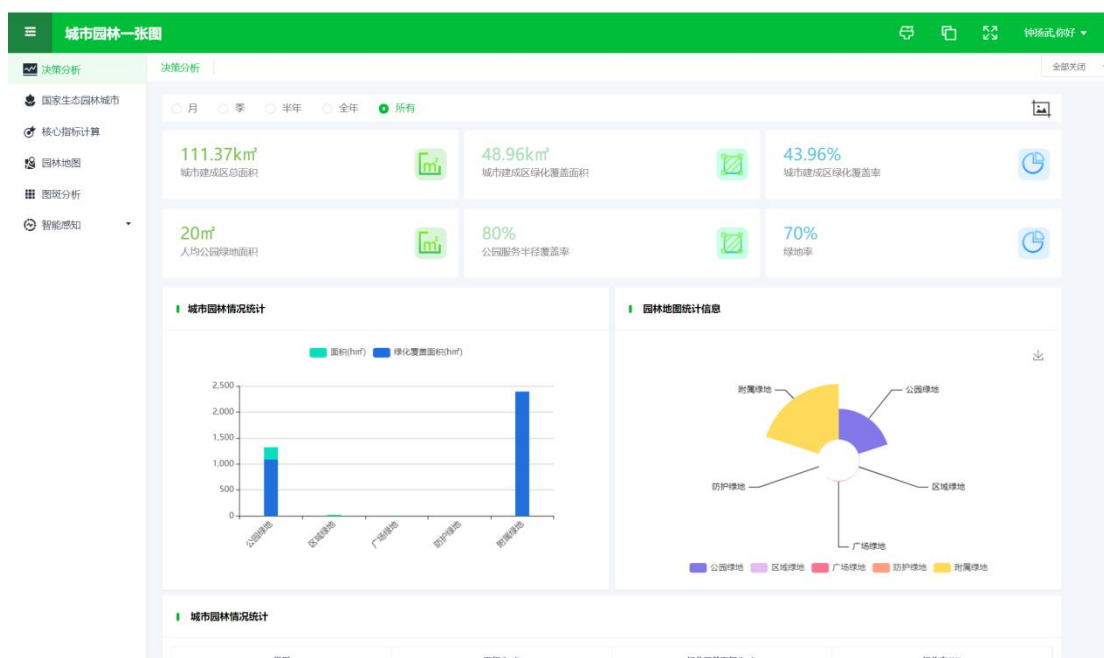 城市园林一张图
钟扬武,你好
决策分析
国家生态园林城市
核心指标计算
园林地图
图斑分析
智能感知
决策分析
全部关闭
月 季 半年 全年 所有
111.37k㎡
城市建成区总面积
48.96k㎡
城市建成区绿化覆盖面积
43.96%
城市建成区绿化覆盖率
20㎡
人均公园绿地面积
80%
公园服务半径覆盖率
70%
绿地率
城市园林情况统计
面积(h㎡) 绿化覆盖面积(h㎡)
2,500
2,000
1,500
1,000
500
0
公园绿地 区域绿地 广场绿地 防护绿地 附属绿地
园林地图统计信息
附属绿地 公园绿地
防护绿地 区域绿地
广场绿地
公园绿地 区域绿地 广场绿地 防护绿地 附属绿地
城市园林情况统计